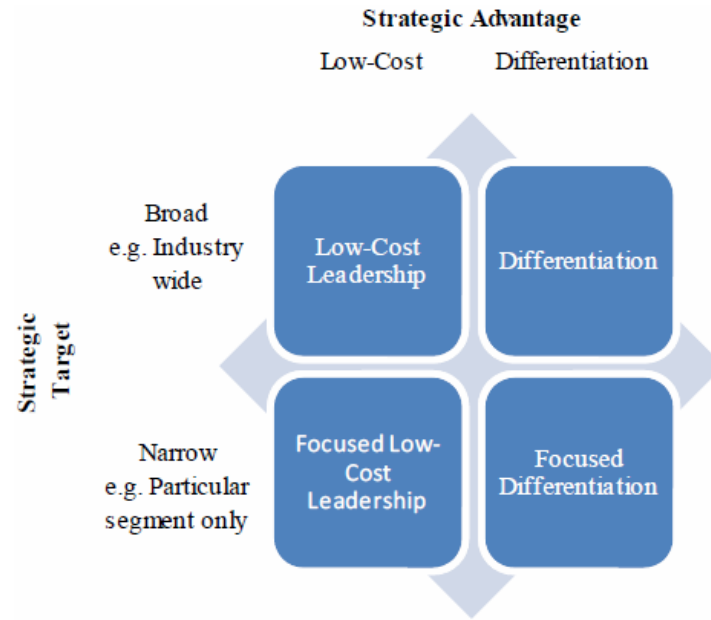 Strategic Advantage
Low-Cost
Differentiation
Broad
e.g. Industry
wide
Low-Cost
Leadership
Differentiation
Strategic
Target
Narrow
e.g. Particular
segment only
Focused Low-
Cost
Leadership
Focused
Differentiation